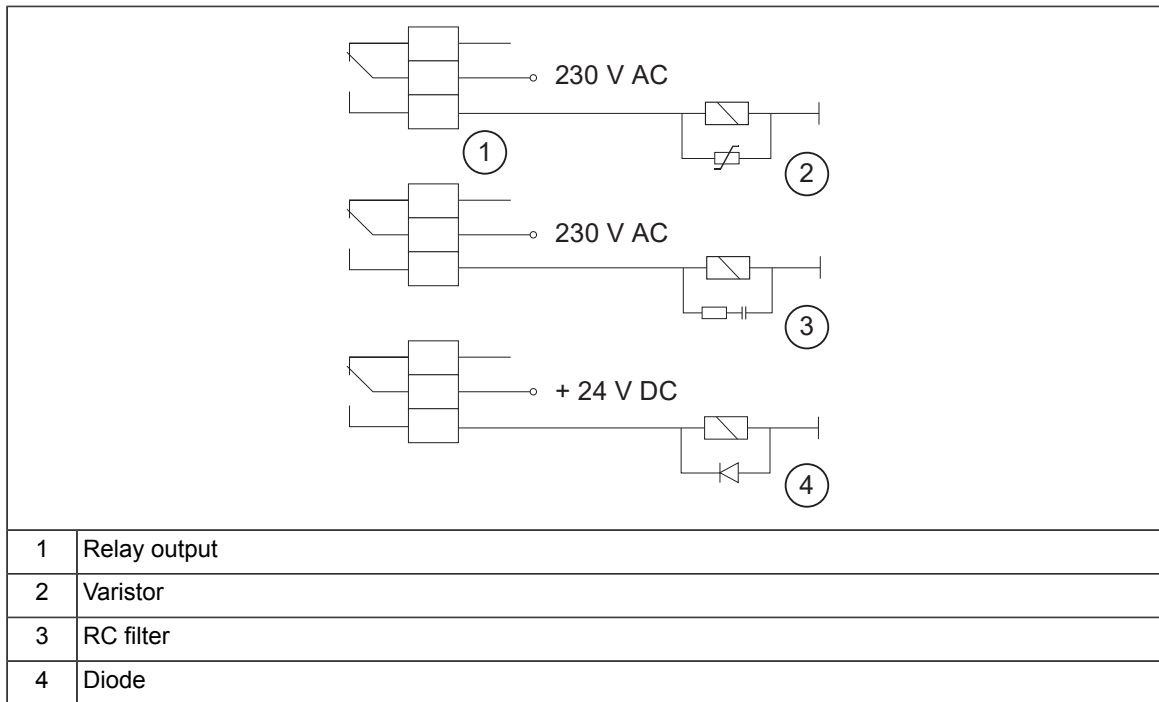 230 V AC
1
2
230 V AC
3
+ 24 V DC
4
1 Relay output
2 Varistor
3 RC filter
4 Diode